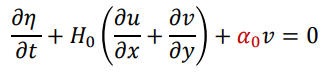 ∂η/∂t + H₀(∂u/∂x + ∂v/∂y) + α₀v = 0